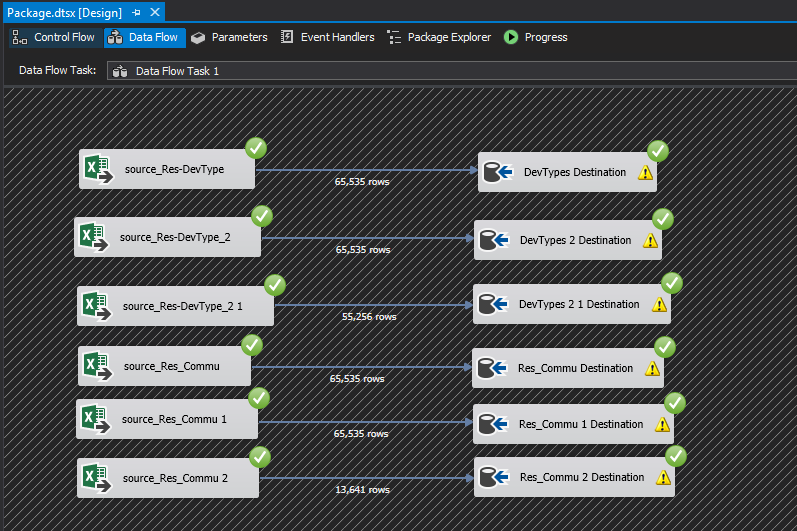 Package.dtsx [Design]
Control Flow Data Flow Parameters Event Handlers Package Explorer Progress
Data Flow Task: Data Flow Task 1
source_Res-DevType DevTypes Destination
65,535 rows
source_Res-DevType_2 DevTypes 2 Destination
65,535 rows
source_Res-DevType_2 1 DevTypes 2 1 Destination
55,256 rows
source_Res_Commu Res_Commu Destination
65,535 rows
source_Res_Commu 1 Res_Commu 1 Destination
65,535 rows
source_Res_Commu 2 Res_Commu 2 Destination
13,641 rows